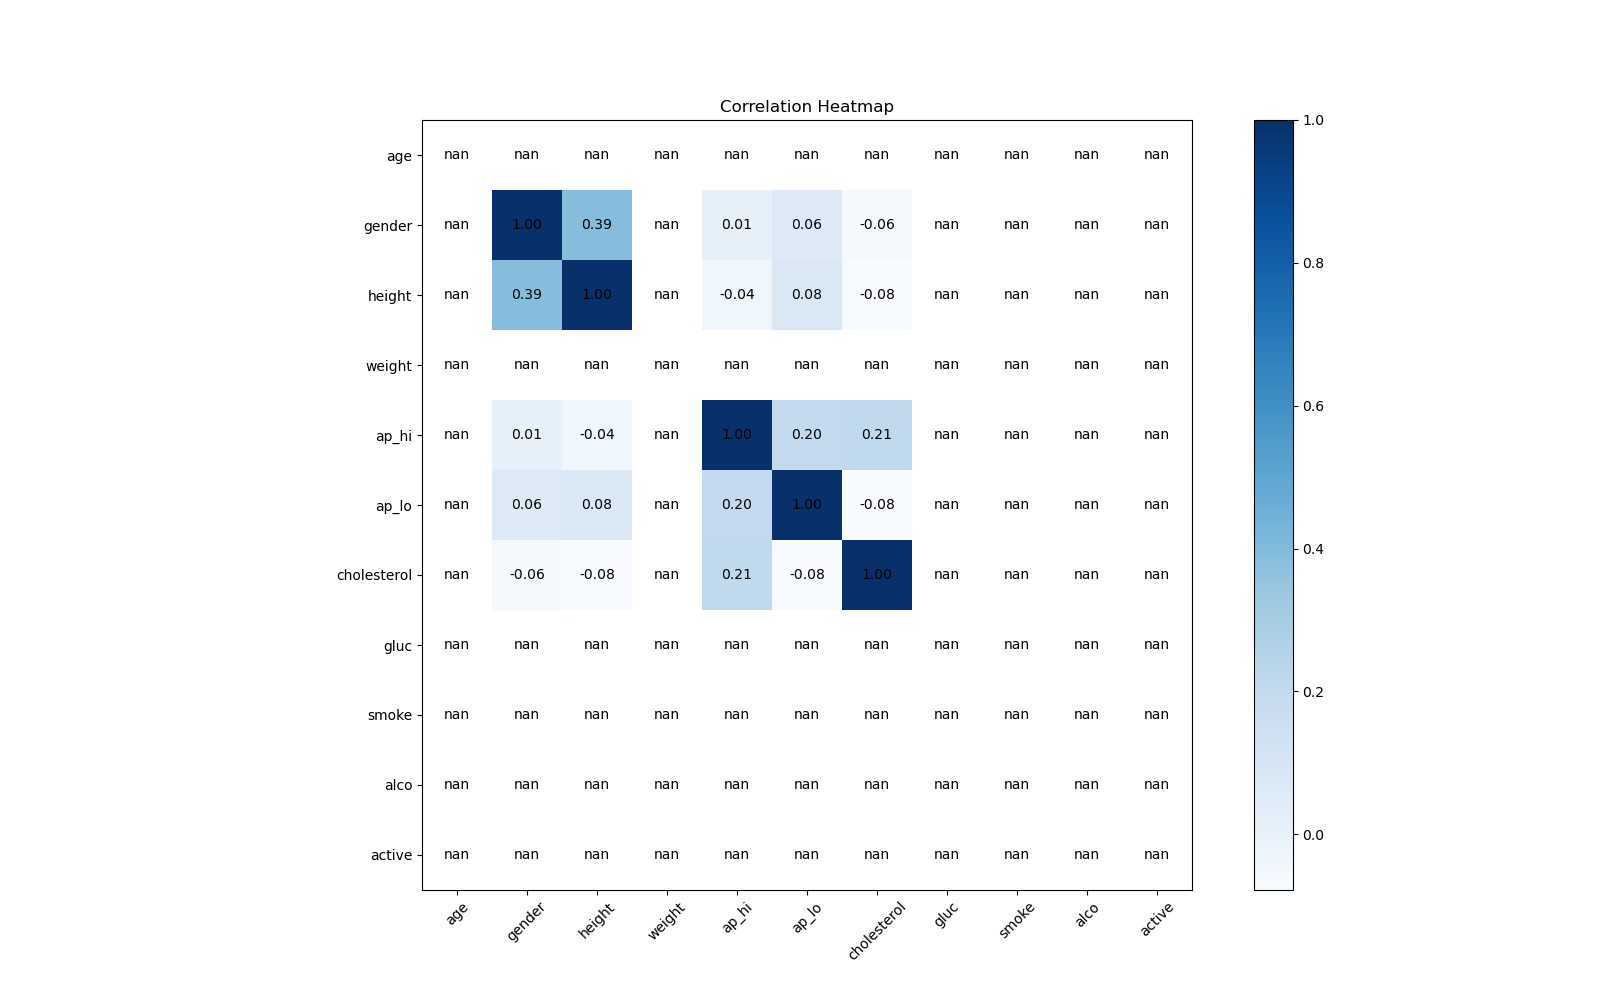 Correlation Heatmap
1.0
age nan nan nan nan nan nan nan nan nan nan nan
gender nan 1.00 0.39 nan 0.01 0.06 -0.06 nan nan nan nan
0.8
height nan 0.39 1.00 nan -0.04 0.08 -0.08 nan nan nan nan
weight nan nan nan nan nan nan nan nan nan nan nan
0.6
ap_hi nan 0.01 -0.04 nan 1.00 0.20 0.21 nan nan nan nan
ap_lo nan 0.06 0.08 nan 0.20 1.00 -0.08 nan nan nan nan
0.4
cholesterol nan -0.06 -0.08 nan 0.21 -0.08 1.00 nan nan nan nan
gluc nan nan nan nan nan nan nan nan nan nan nan
0.2
smoke nan nan nan nan nan nan nan nan nan nan nan
alco nan nan nan nan nan nan nan nan nan nan nan
0.0
active nan nan nan nan nan nan nan nan nan nan nan
age gender height weight ap_hi ap_lo cholesterol gluc smoke alco active